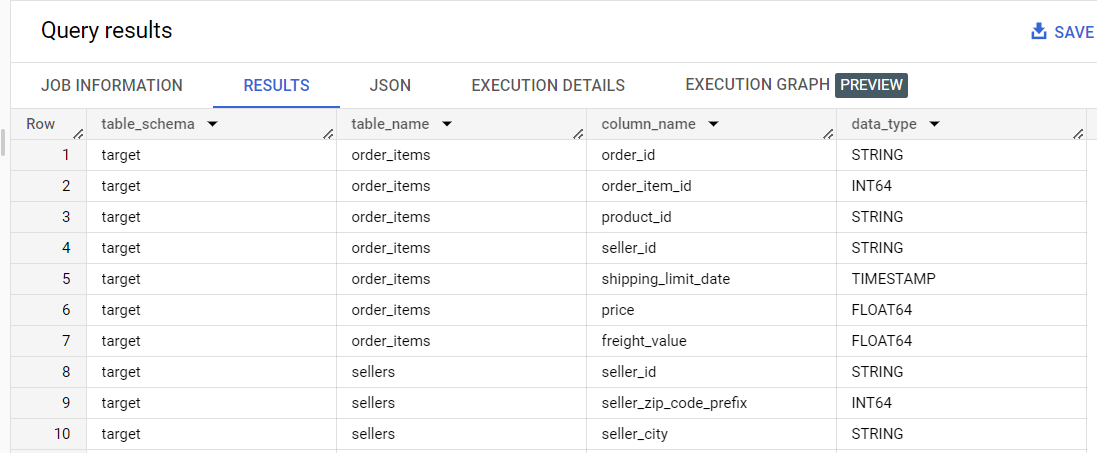 Query results
SAVE
JOB INFORMATION RESULTS JSON EXECUTION DETAILS EXECUTION GRAPH PREVIEW
Row table_schema table_name column_name data_type
1 target order_items order_id STRING
2 target order_items order_item_id INT64
3 target order_items product_id STRING
4 target order_items seller_id STRING
5 target order_items shipping_limit_date TIMESTAMP
6 target order_items price FLOAT64
7 target order_items freight_value FLOAT64
8 target sellers seller_id STRING
9 target sellers seller_zip_code_prefix INT64
10 target sellers seller_city STRING